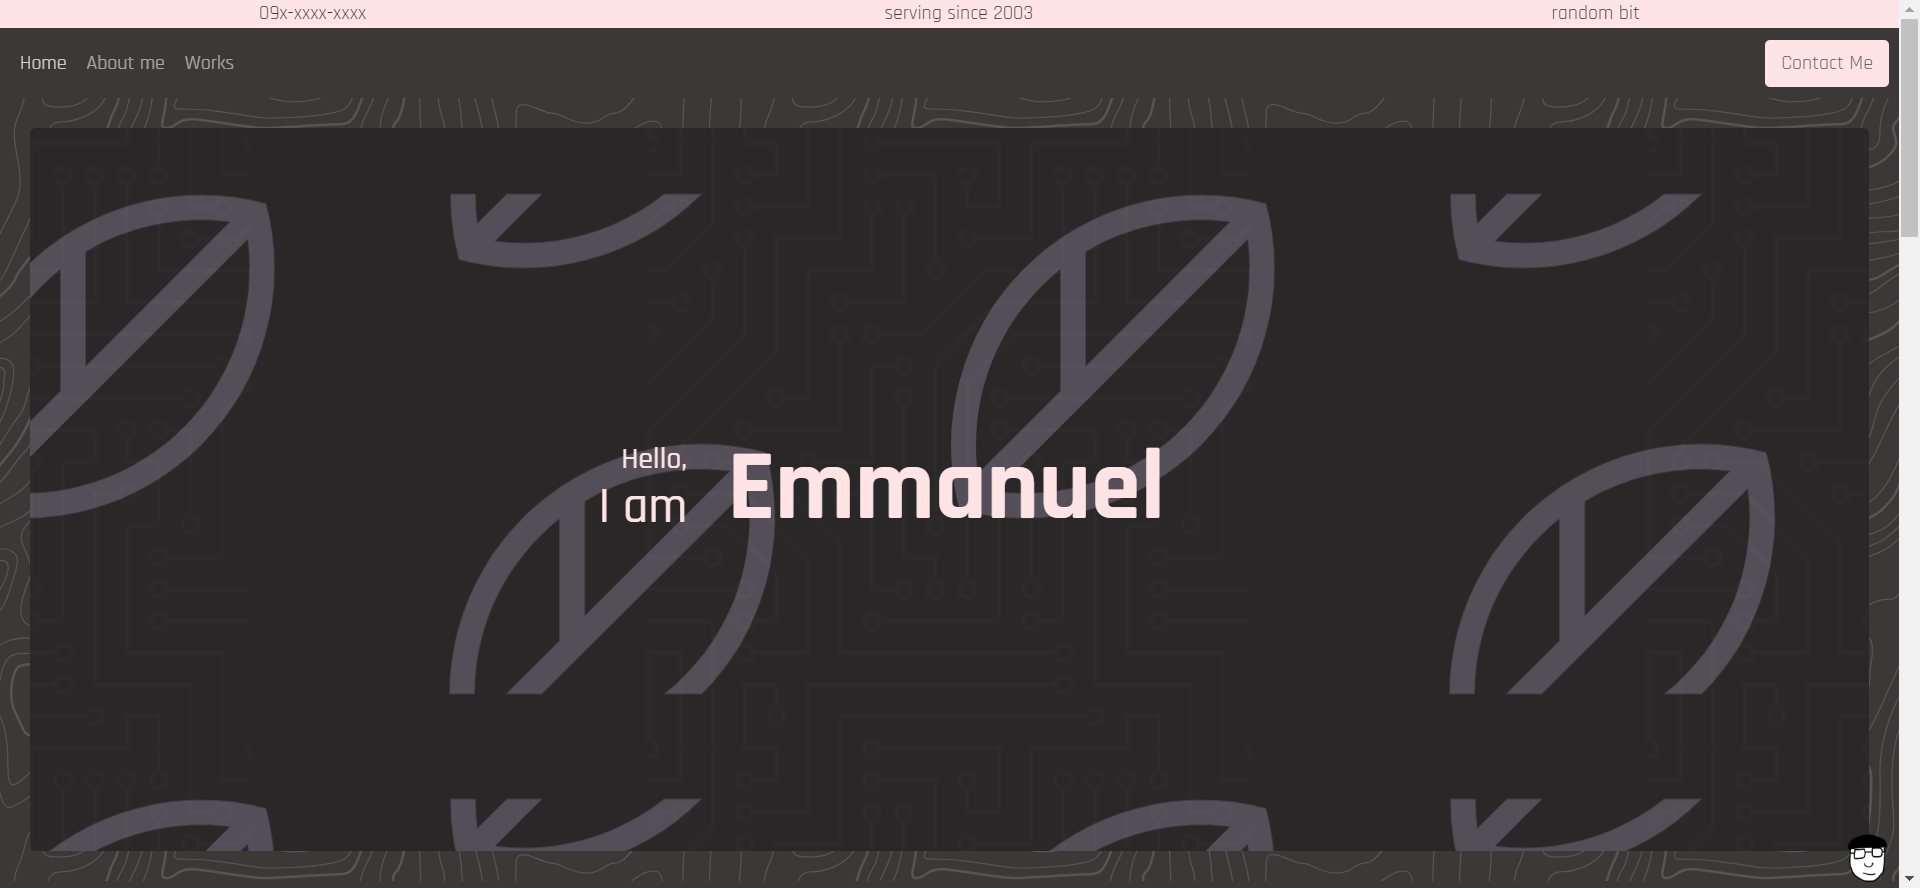 09x-xxxx-xxxx
serving since 2003
random bit
Home
About me
Works
Contact Me
Hello,
I am
Emmanuel